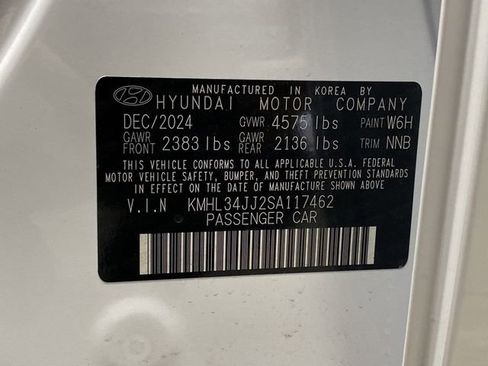 MANUFACTURED IN KOREA BY
HYUNDAI MOTOR COMPANY
DEC/2024 GVWR 4575 lbs PAINT W6H
GAWR FRONT 2383 lbs GAWR REAR 2136 lbs TRIM NNB
THIS VEHICLE CONFORMS TO ALL APPLICABLE U.S.A. FEDERAL
MOTOR VEHICLE SAFETY, BUMPER, AND THEFT PREVENTION STANDARDS
IN EFFECT ON THE DATE OF MANUFACTURE SHOWN ABOVE.
V.I.N KMHL34JJ2SA117462
PASSENGER CAR